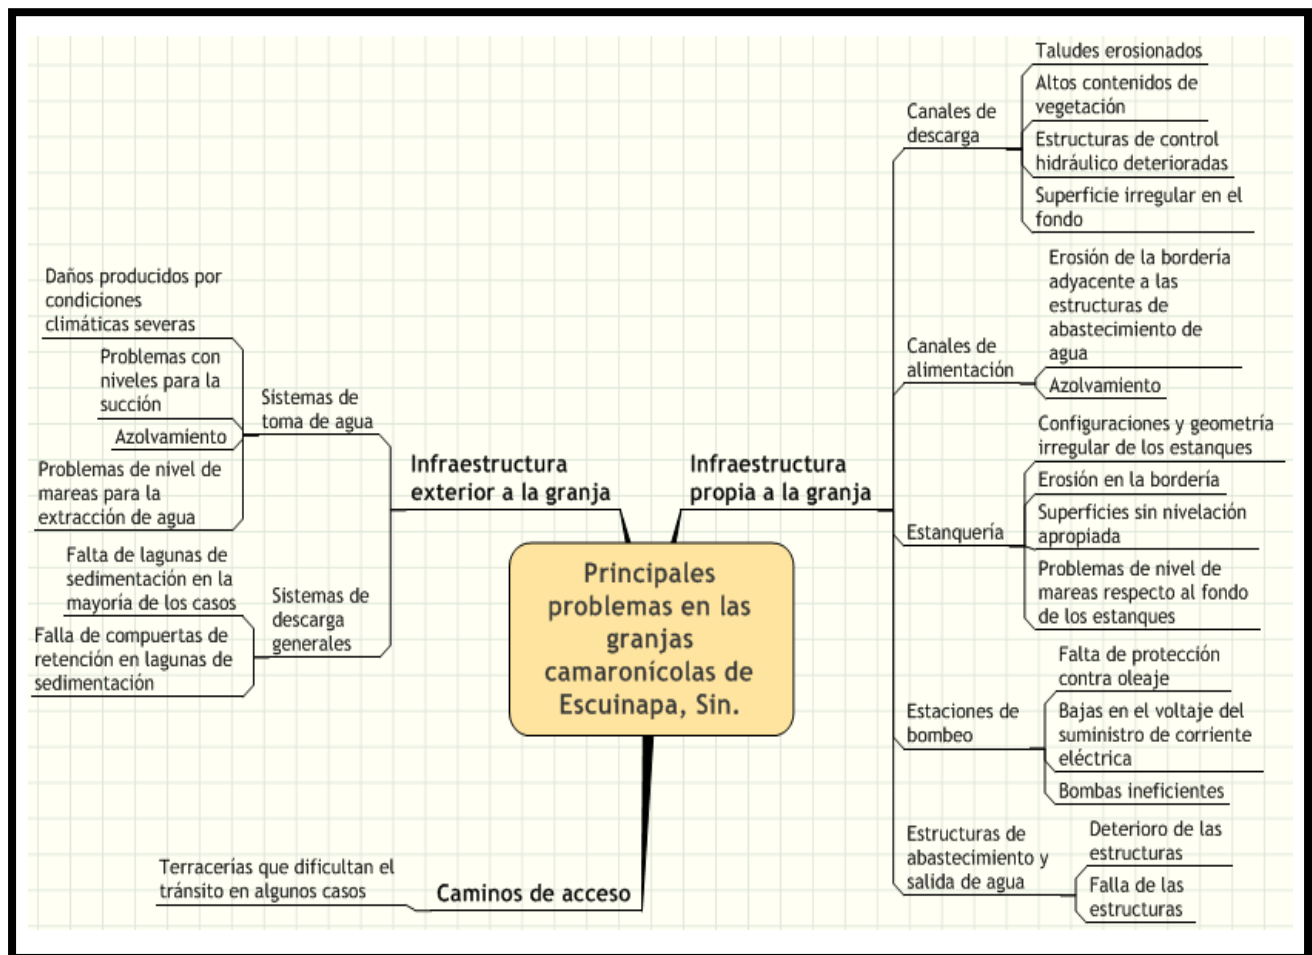 Principales
problemas en las
granjas
camaronícolas de
Escuinapa, Sin.
Infraestructura
propia a la granja
Canales de
descarga
Taludes erosionados
Altos contenidos de
vegetación
Estructuras de control
hidráulico deterioradas
Superficie irregular en el
fondo
Canales de
alimentación
Erosión de la bordería
adyacente a las
estructuras de
abastecimiento de
agua
Azolvamiento
Estanquería
Configuraciones y geometría
irregular de los estanques
Erosión en la bordería
Superficies sin nivelación
apropiada
Problemas de nivel de
mareas respecto al fondo
de los estanques
Estaciones de
bombeo
Falta de protección
contra oleaje
Bajas en el voltaje del
suministro de corriente
eléctrica
Bombas ineficientes
Estructuras de
abastecimiento y
salida de agua
Deterioro de las
estructuras
Falla de las
estructuras
Infraestructura
exterior a la granja
Sistemas de
toma de agua
Daños producidos por
condiciones
climáticas severas
Problemas con
niveles para la
succión
Azolvamiento
Problemas de nivel de
mareas para la
extracción de agua
Sistemas de
descarga
generales
Falta de lagunas de
sedimentación en la
mayoría de los casos
Falla de compuertas de
retención en lagunas de
sedimentación
Caminos de acceso
Terracerías que dificultan el
tránsito en algunos casos